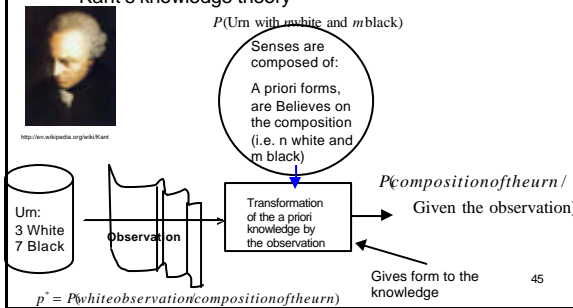 Kant's knowledge theory
P(Urn with nwhite and mblack)
Senses are
composed of:
A priori forms,
are Believes on
the composition
(i.e. n white and
m black)
http://en.wikipedia.org/wiki/Kant
Urn:
3 White
7 Black
Observation
Transformation
of the a priori
knowledge by
the observation
P(compositionoftheurn /
Given the observation)
Gives form to the
knowledge
45
p* = P(whiteobservation/compositionoftheurn)